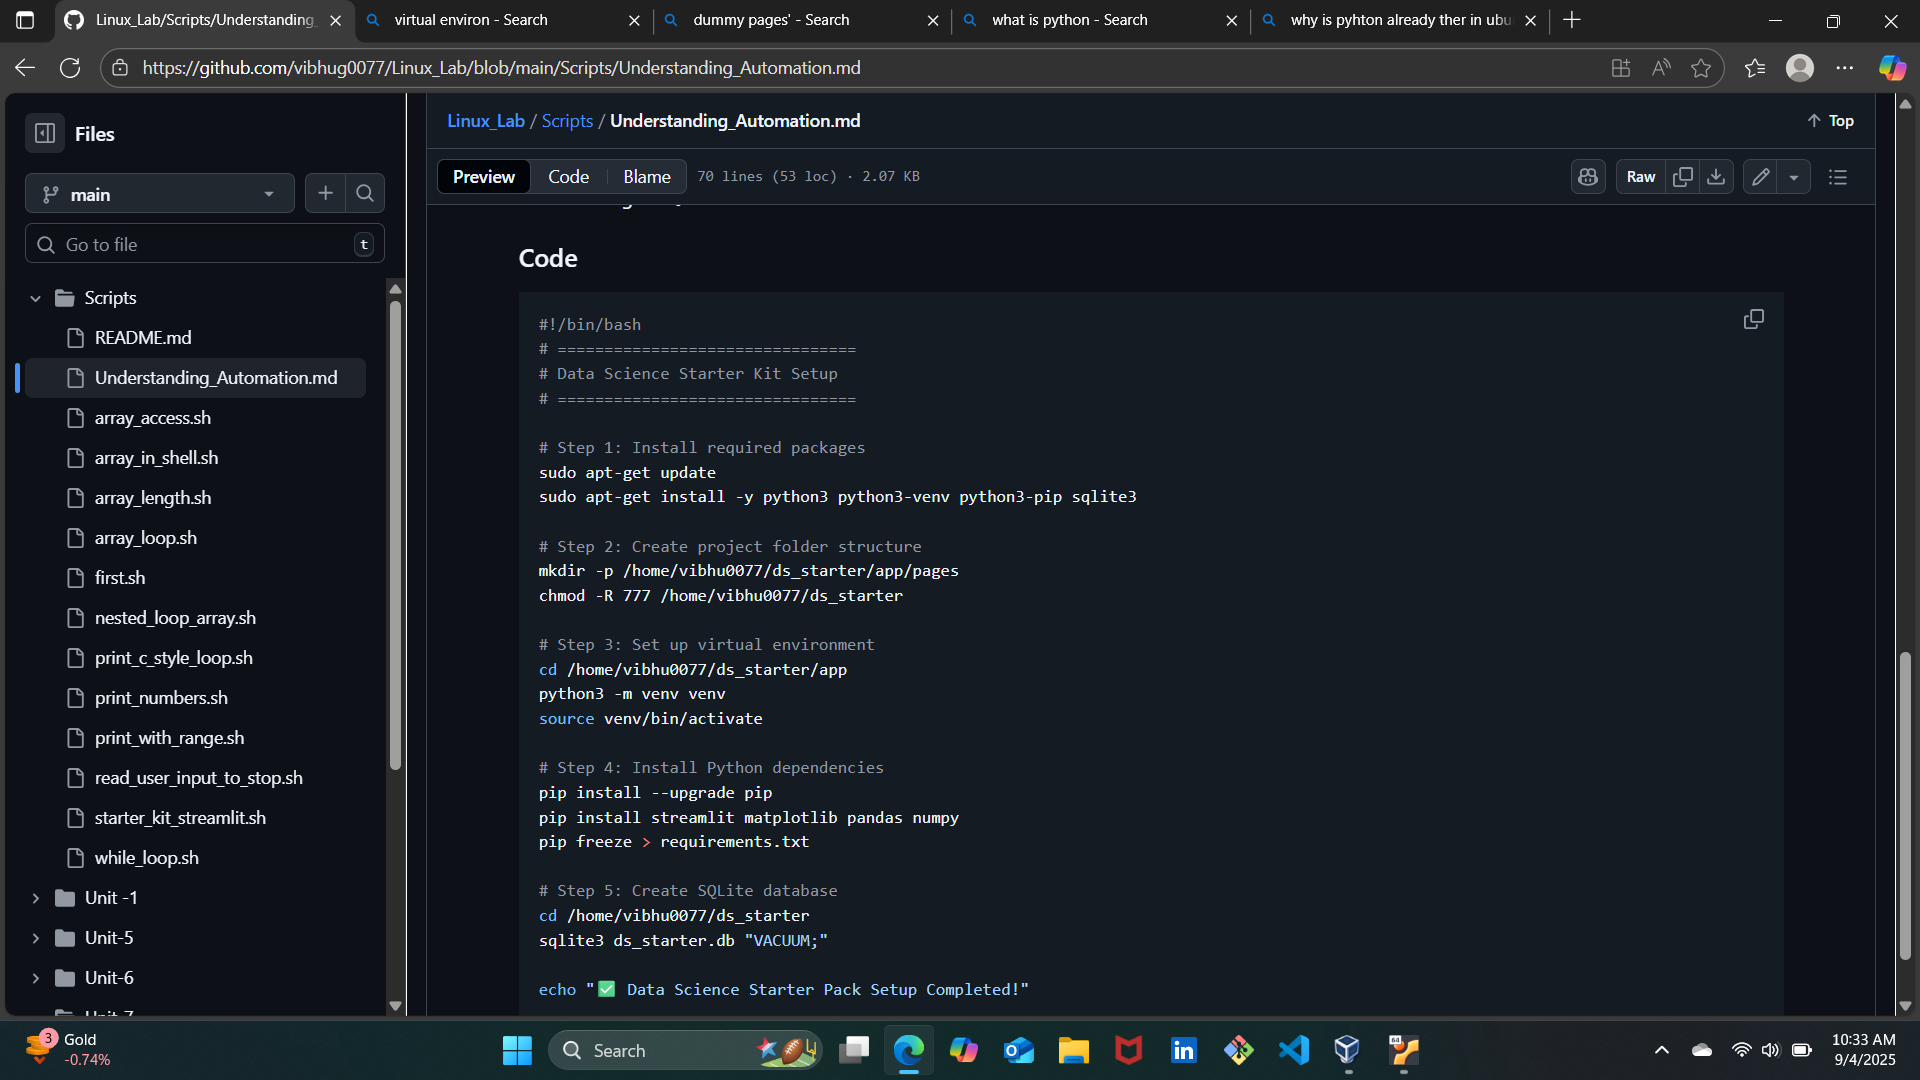 Linux_Lab/Scripts/Understanding_
virtual environ - Search
dummy pages' - Search
what is python - Search
why is pyhton already ther in ubu
https://github.com/vibhug0077/Linux_Lab/blob/main/Scripts/Understanding_Automation.md
Files
main
Go to file
t
Scripts
README.md
Understanding_Automation.md
array_access.sh
array_in_shell.sh
array_length.sh
array_loop.sh
first.sh
nested_loop_array.sh
print_c_style_loop.sh
print_numbers.sh
print_with_range.sh
read_user_input_to_stop.sh
starter_kit_streamlit.sh
while_loop.sh
Unit -1
Unit-5
Unit-6
Linux_Lab / Scripts / Understanding_Automation.md
Top
Preview
Code
Blame
70 lines (53 loc) · 2.07 KB
Raw
Code
#!/bin/bash
# ================================
# Data Science Starter Kit Setup
# ================================
# Step 1: Install required packages
sudo apt-get update
sudo apt-get install -y python3 python3-venv python3-pip sqlite3
# Step 2: Create project folder structure
mkdir -p /home/vibhu0077/ds_starter/app/pages
chmod -R 777 /home/vibhu0077/ds_starter
# Step 3: Set up virtual environment
cd /home/vibhu0077/ds_starter/app
python3 -m venv venv
source venv/bin/activate
# Step 4: Install Python dependencies
pip install --upgrade pip
pip install streamlit matplotlib pandas numpy
pip freeze > requirements.txt
# Step 5: Create SQLite database
cd /home/vibhu0077/ds_starter
sqlite3 ds_starter.db "VACUUM;"
echo "✅ Data Science Starter Pack Setup Completed!"
3
Gold
-0.74%
Search
64
10:33 AM
9/4/2025